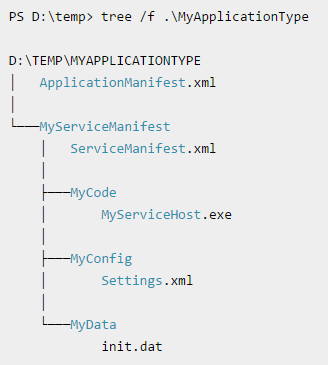 PS D:\temp> tree /f .\MyApplicationType
D:\TEMP\MYAPPLICATIONTYPE
│   ApplicationManifest.xml
│
└───MyServiceManifest
    │   ServiceManifest.xml
    │
    ├───MyCode
    │       MyServiceHost.exe
    │
    ├───MyConfig
    │       Settings.xml
    │
    └───MyData
            init.dat